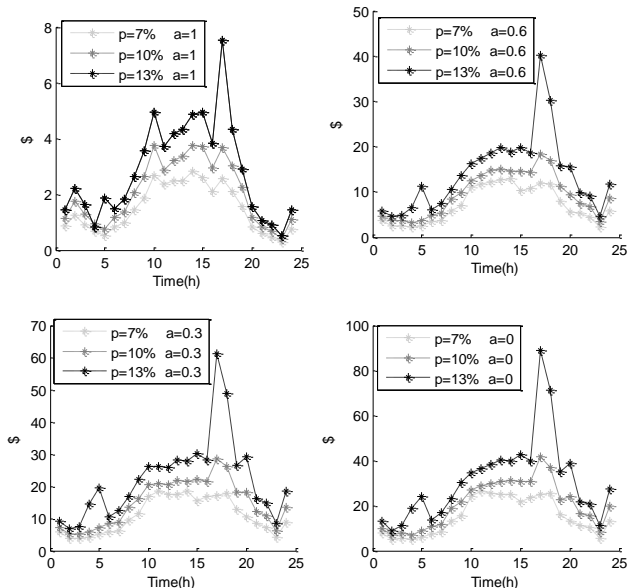 8
6
4
2
0
$
p=7% a=1
p=10% a=1
p=13% a=1
0 5 10 15 20 25
Time(h)
50
40
30
20
10
0
$
p=7% a=0.6
p=10% a=0.6
p=13% a=0.6
0 5 10 15 20 25
Time(h)
70
60
50
40
30
20
10
0
$
p=7% a=0.3
p=10% a=0.3
p=13% a=0.3
0 5 10 15 20 25
Time(h)
100
80
60
40
20
0
$
p=7% a=0
p=10% a=0
p=13% a=0
0 5 10 15 20 25
Time(h)